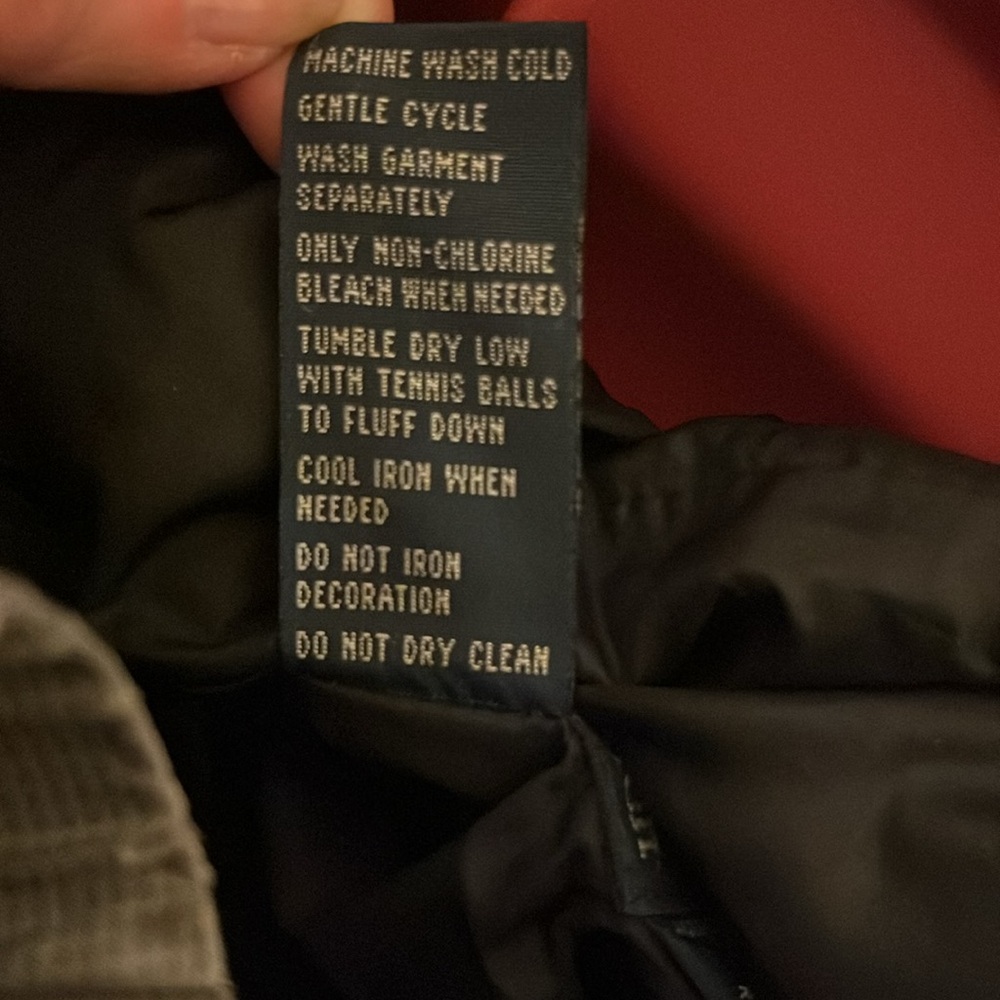 MACHINE WASH COLD
GENTLE CYCLE
WASH GARMENT
SEPARATELY
ONLY NON-CHLORINE
BLEACH WHEN NEEDED
TUMBLE DRY LOW
WITH TENNIS BALLS
TO FLUFF DOWN
COOL IRON WHEN
NEEDED
DO NOT IRON
DECORATION
DO NOT DRY CLEAN